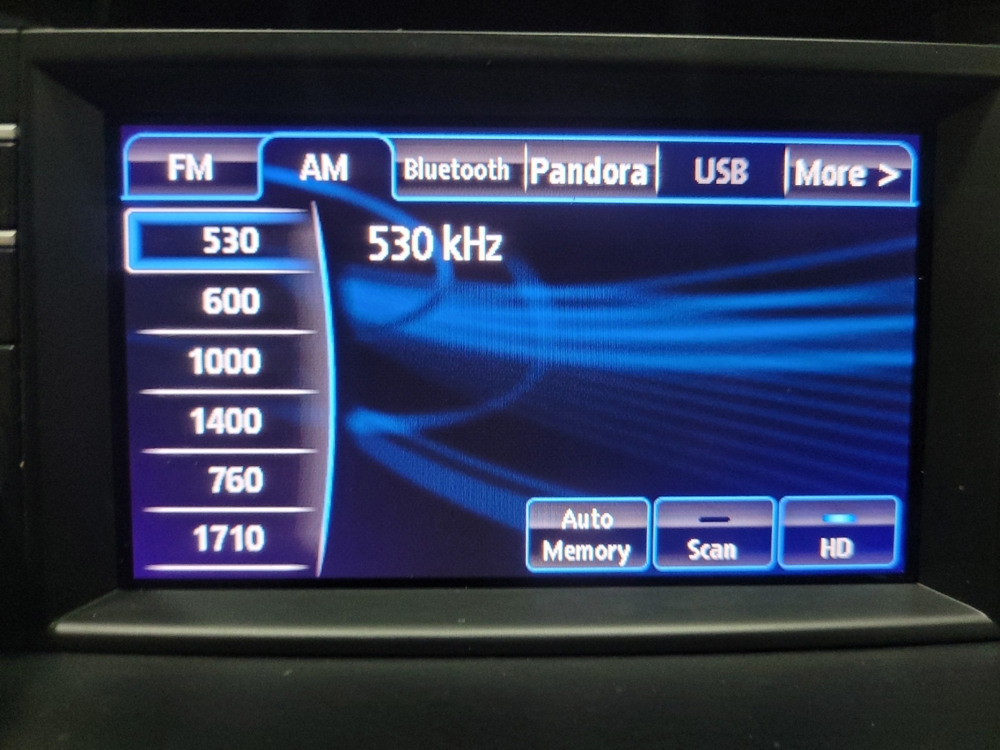 FM AM Bluetooth Pandora USB More >
530 530 kHz
600
1000
1400
760
1710
Auto Memory
Scan
HD